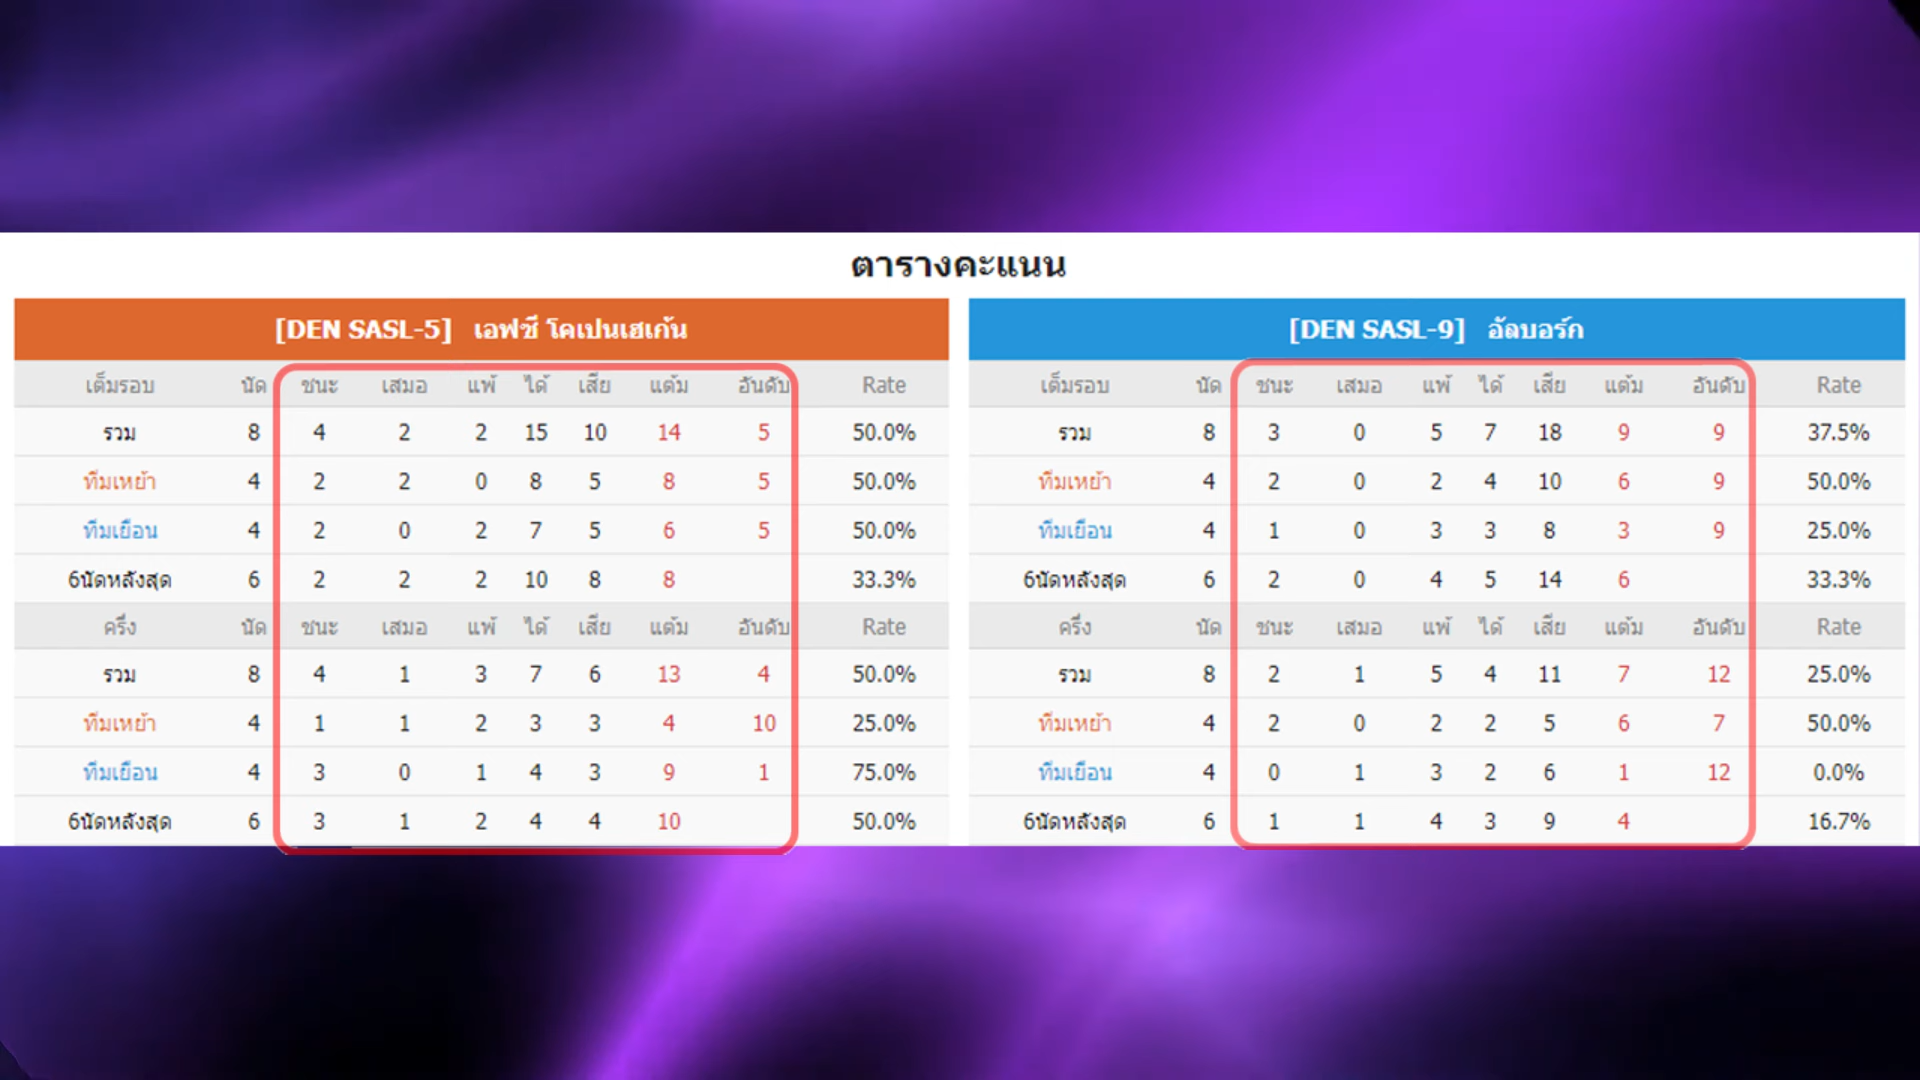 ตารางคะแนน
[DEN SASL-5] เอฟซี โคเปนเฮเก้น
เต็มรอบ นัด ชนะ เสมอ แพ้ ได้ เสีย แต้ม อันดับ Rate
รวม 8 4 2 2 15 10 14 5 50.0%
ทีมเหย้า 4 2 2 0 8 5 8 5 50.0%
ทีมเยือน 4 2 0 2 7 5 6 5 50.0%
6นัดหลังสุด 6 2 2 2 10 8 8 33.3%
ครึ่ง นัด ชนะ เสมอ แพ้ ได้ เสีย แต้ม อันดับ Rate
รวม 8 4 1 3 7 6 13 4 50.0%
ทีมเหย้า 4 1 1 2 3 3 4 10 25.0%
ทีมเยือน 4 3 0 1 4 3 9 1 75.0%
6นัดหลังสุด 6 3 1 2 4 4 10 50.0%
[DEN SASL-9] อัลบอร์ก
เต็มรอบ นัด ชนะ เสมอ แพ้ ได้ เสีย แต้ม อันดับ Rate
รวม 8 3 0 5 7 18 9 9 37.5%
ทีมเหย้า 4 2 0 2 4 10 6 9 50.0%
ทีมเยือน 4 1 0 3 3 8 3 9 25.0%
6นัดหลังสุด 6 2 0 4 5 14 6 33.3%
ครึ่ง นัด ชนะ เสมอ แพ้ ได้ เสีย แต้ม อันดับ Rate
รวม 8 2 1 5 4 11 7 12 25.0%
ทีมเหย้า 4 2 0 2 2 5 6 7 50.0%
ทีมเยือน 4 0 1 3 2 6 1 12 0.0%
6นัดหลังสุด 6 1 1 4 3 9 4 16.7%